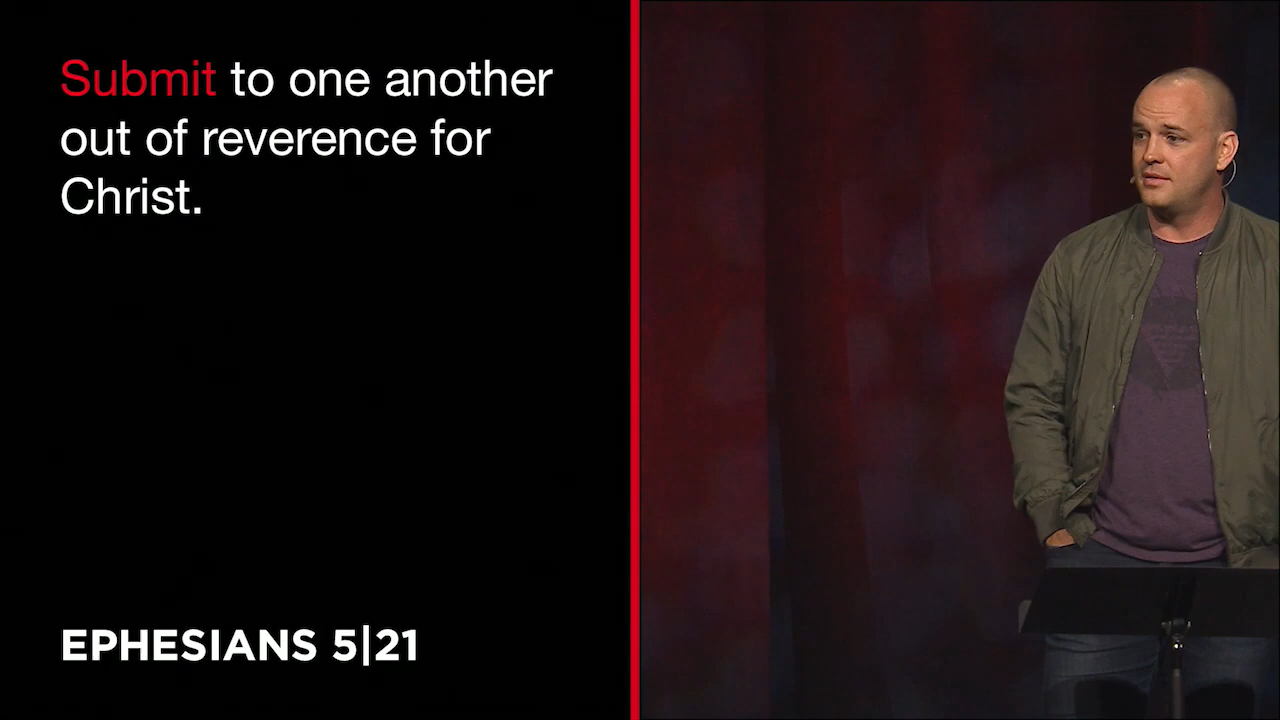 Submit to one another
out of reverence for
Christ.
EPHESIANS 5|21